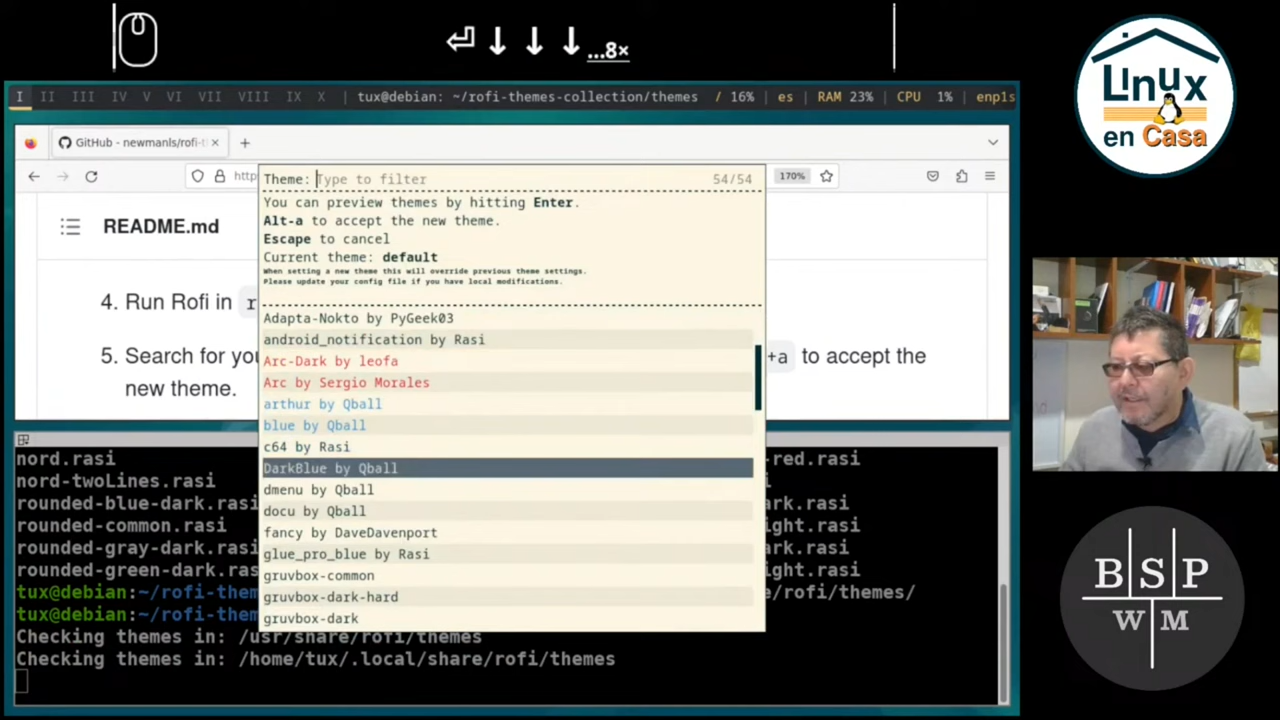 ...8×
LINUX
en Casa
I II III IV V VI VII VIII IX X | tux@debian: ~/rofi-themes-collection/themes / 16% | es | RAM 23% | CPU 1% | enp1s
GitHub - newmanls/rofi-t
http
170%
README.md
4. Run Rofi in r
5. Search for you
+a to accept the
new theme.
Theme: Type to filter 54/54
You can preview themes by hitting Enter.
Alt-a to accept the new theme.
Escape to cancel
Current theme: default
When setting a new theme this will override previous theme settings.
Please update your config file if you have local modifications.
Adapta-Nokto by PyGeek03
android_notification by Rasi
Arc-Dark by leofa
Arc by Sergio Morales
arthur by Qball
blue by Qball
c64 by Rasi
DarkBlue by Qball
dmenu by Qball
docu by Qball
fancy by DaveDavenport
glue_pro_blue by Rasi
gruvbox-common
gruvbox-dark-hard
gruvbox-dark
nord.rasi -red.rasi
nord-twoLines.rasi
rounded-blue-dark.ras ark.rasi
rounded-common.rasi ight.rasi
rounded-gray-dark.ras ark.rasi
rounded-green-dark.ra ight.rasi
tux@debian:~/rofi-them e/rofi/themes/
tux@debian:~/rofi-them
Checking themes in: /usr/share/rofi/themes
Checking themes in: /home/tux/.local/share/rofi/themes
BSP
WM